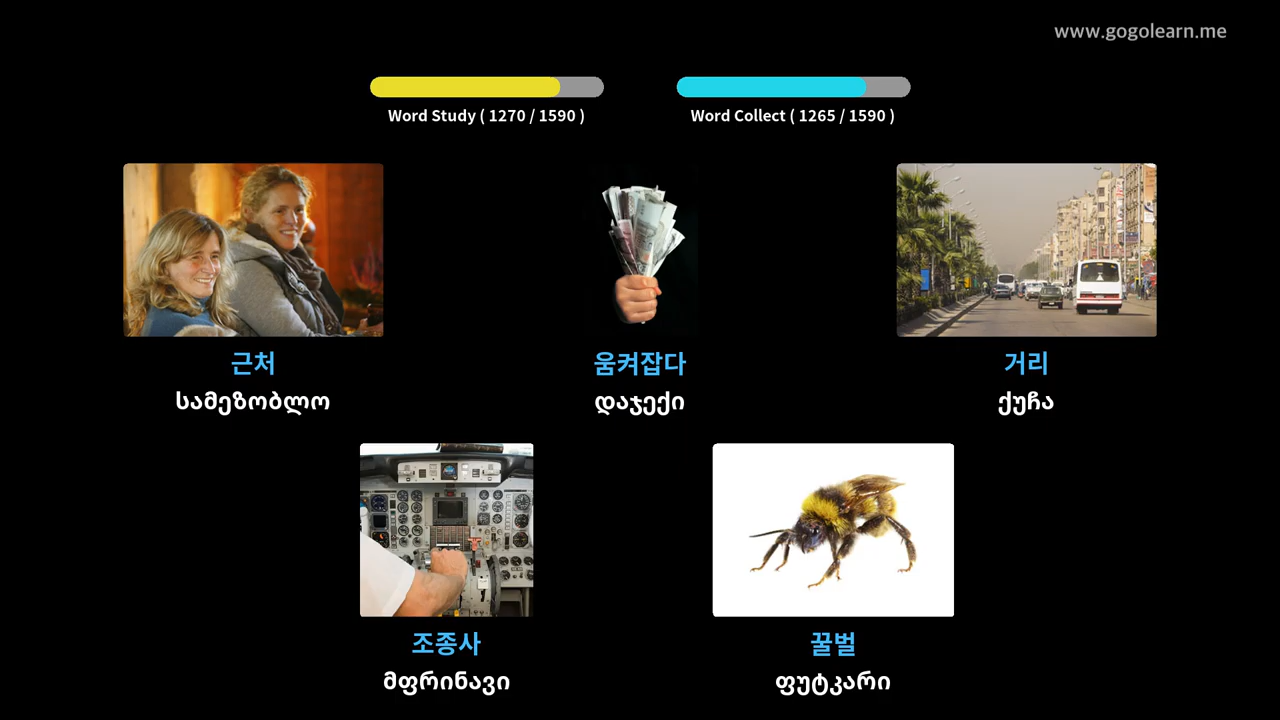 www.gogolearn.me
Word Study ( 1270 / 1590 )
Word Collect ( 1265 / 1590 )
근처
სამეზობლო
움켜잡다
დაჯექი
거리
ქუჩა
조종사
მფრინავი
꿀벌
ფუტკარი